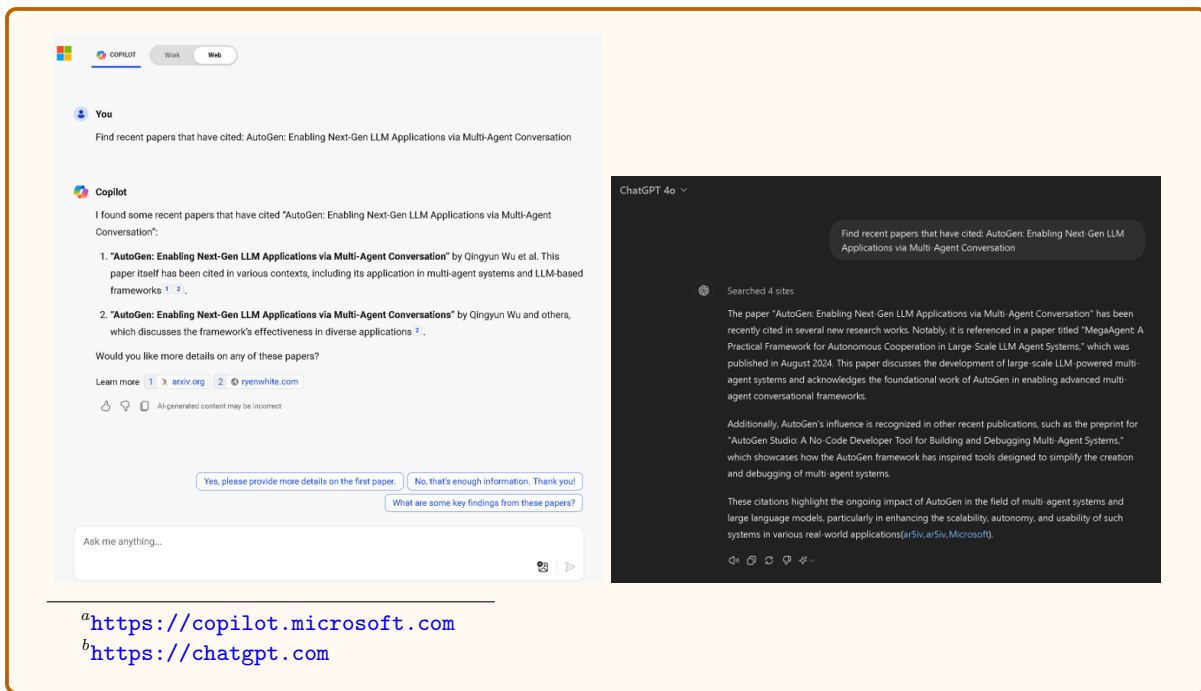 COPILOT
Work
Web
You
Find recent papers that have cited: AutoGen: Enabling Next-Gen LLM Applications via Multi-Agent Conversation
Copilot
I found some recent papers that have cited "AutoGen: Enabling Next-Gen LLM Applications via Multi-Agent
Conversation":
1. "AutoGen: Enabling Next-Gen LLM Applications via Multi-Agent Conversation" by Qingyun Wu et al. This
paper itself has been cited in various contexts, including its application in multi-agent systems and LLM-based
frameworks 1 2 .
2. "AutoGen: Enabling Next-Gen LLM Applications via Multi-Agent Conversations" by Qingyun Wu and others,
which discusses the framework's effectiveness in diverse applications 2 .
Would you like more details on any of these papers?
Learn more 1 arxiv.org 2 ryenwhite.com
AI-generated content may be incorrect
Yes, please provide more details on the first paper.
No, that's enough information. Thank you!
What are some key findings from these papers?
Ask me anything...
ChatGPT 4o
Find recent papers that have cited: AutoGen: Enabling Next-Gen LLM
Applications via Multi-Agent Conversation
Searched 4 sites
The paper "AutoGen: Enabling Next-Gen LLM Applications via Multi-Agent Conversation" has been
recently cited in several new research works. Notably, it is referenced in a paper titled "MegaAgent: A
Practical Framework for Autonomous Cooperation in Large-Scale LLM Agent Systems," which was
published in August 2024. This paper discusses the development of large-scale LLM-powered multi-
agent systems and acknowledges the foundational work of AutoGen in enabling advanced multi-
agent conversational frameworks.
Additionally, AutoGen's influence is recognized in other recent publications, such as the preprint for
"AutoGen Studio: A No-Code Developer Tool for Building and Debugging Multi-Agent Systems,"
which showcases how the AutoGen framework has inspired tools designed to simplify the creation
and debugging of multi-agent systems.
These citations highlight the ongoing impact of AutoGen in the field of multi-agent systems and
large language models, particularly in enhancing the scalability, autonomy, and usability of such
systems in various real-world applications(ar5iv,ar5iv,Microsoft).
a https://copilot.microsoft.com
b https://chatgpt.com